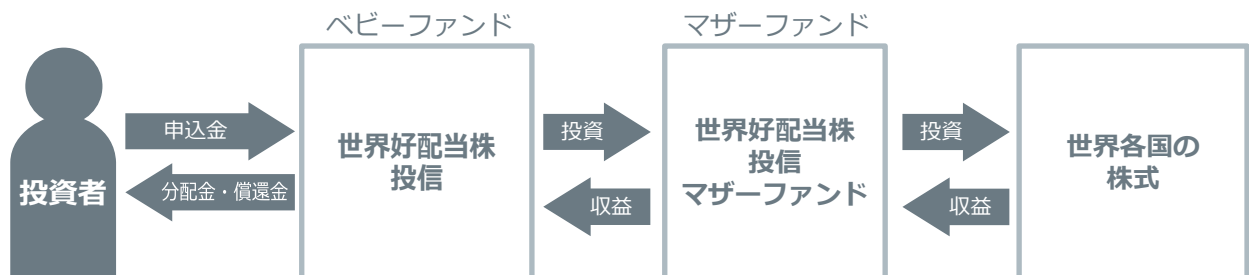 ベビーファンド
マザーファンド
投資者
申込金
分配金・償還金
世界好配当株
投信
投資
収益
世界好配当株
投信
マザーファンド
投資
収益
世界各国の
株式